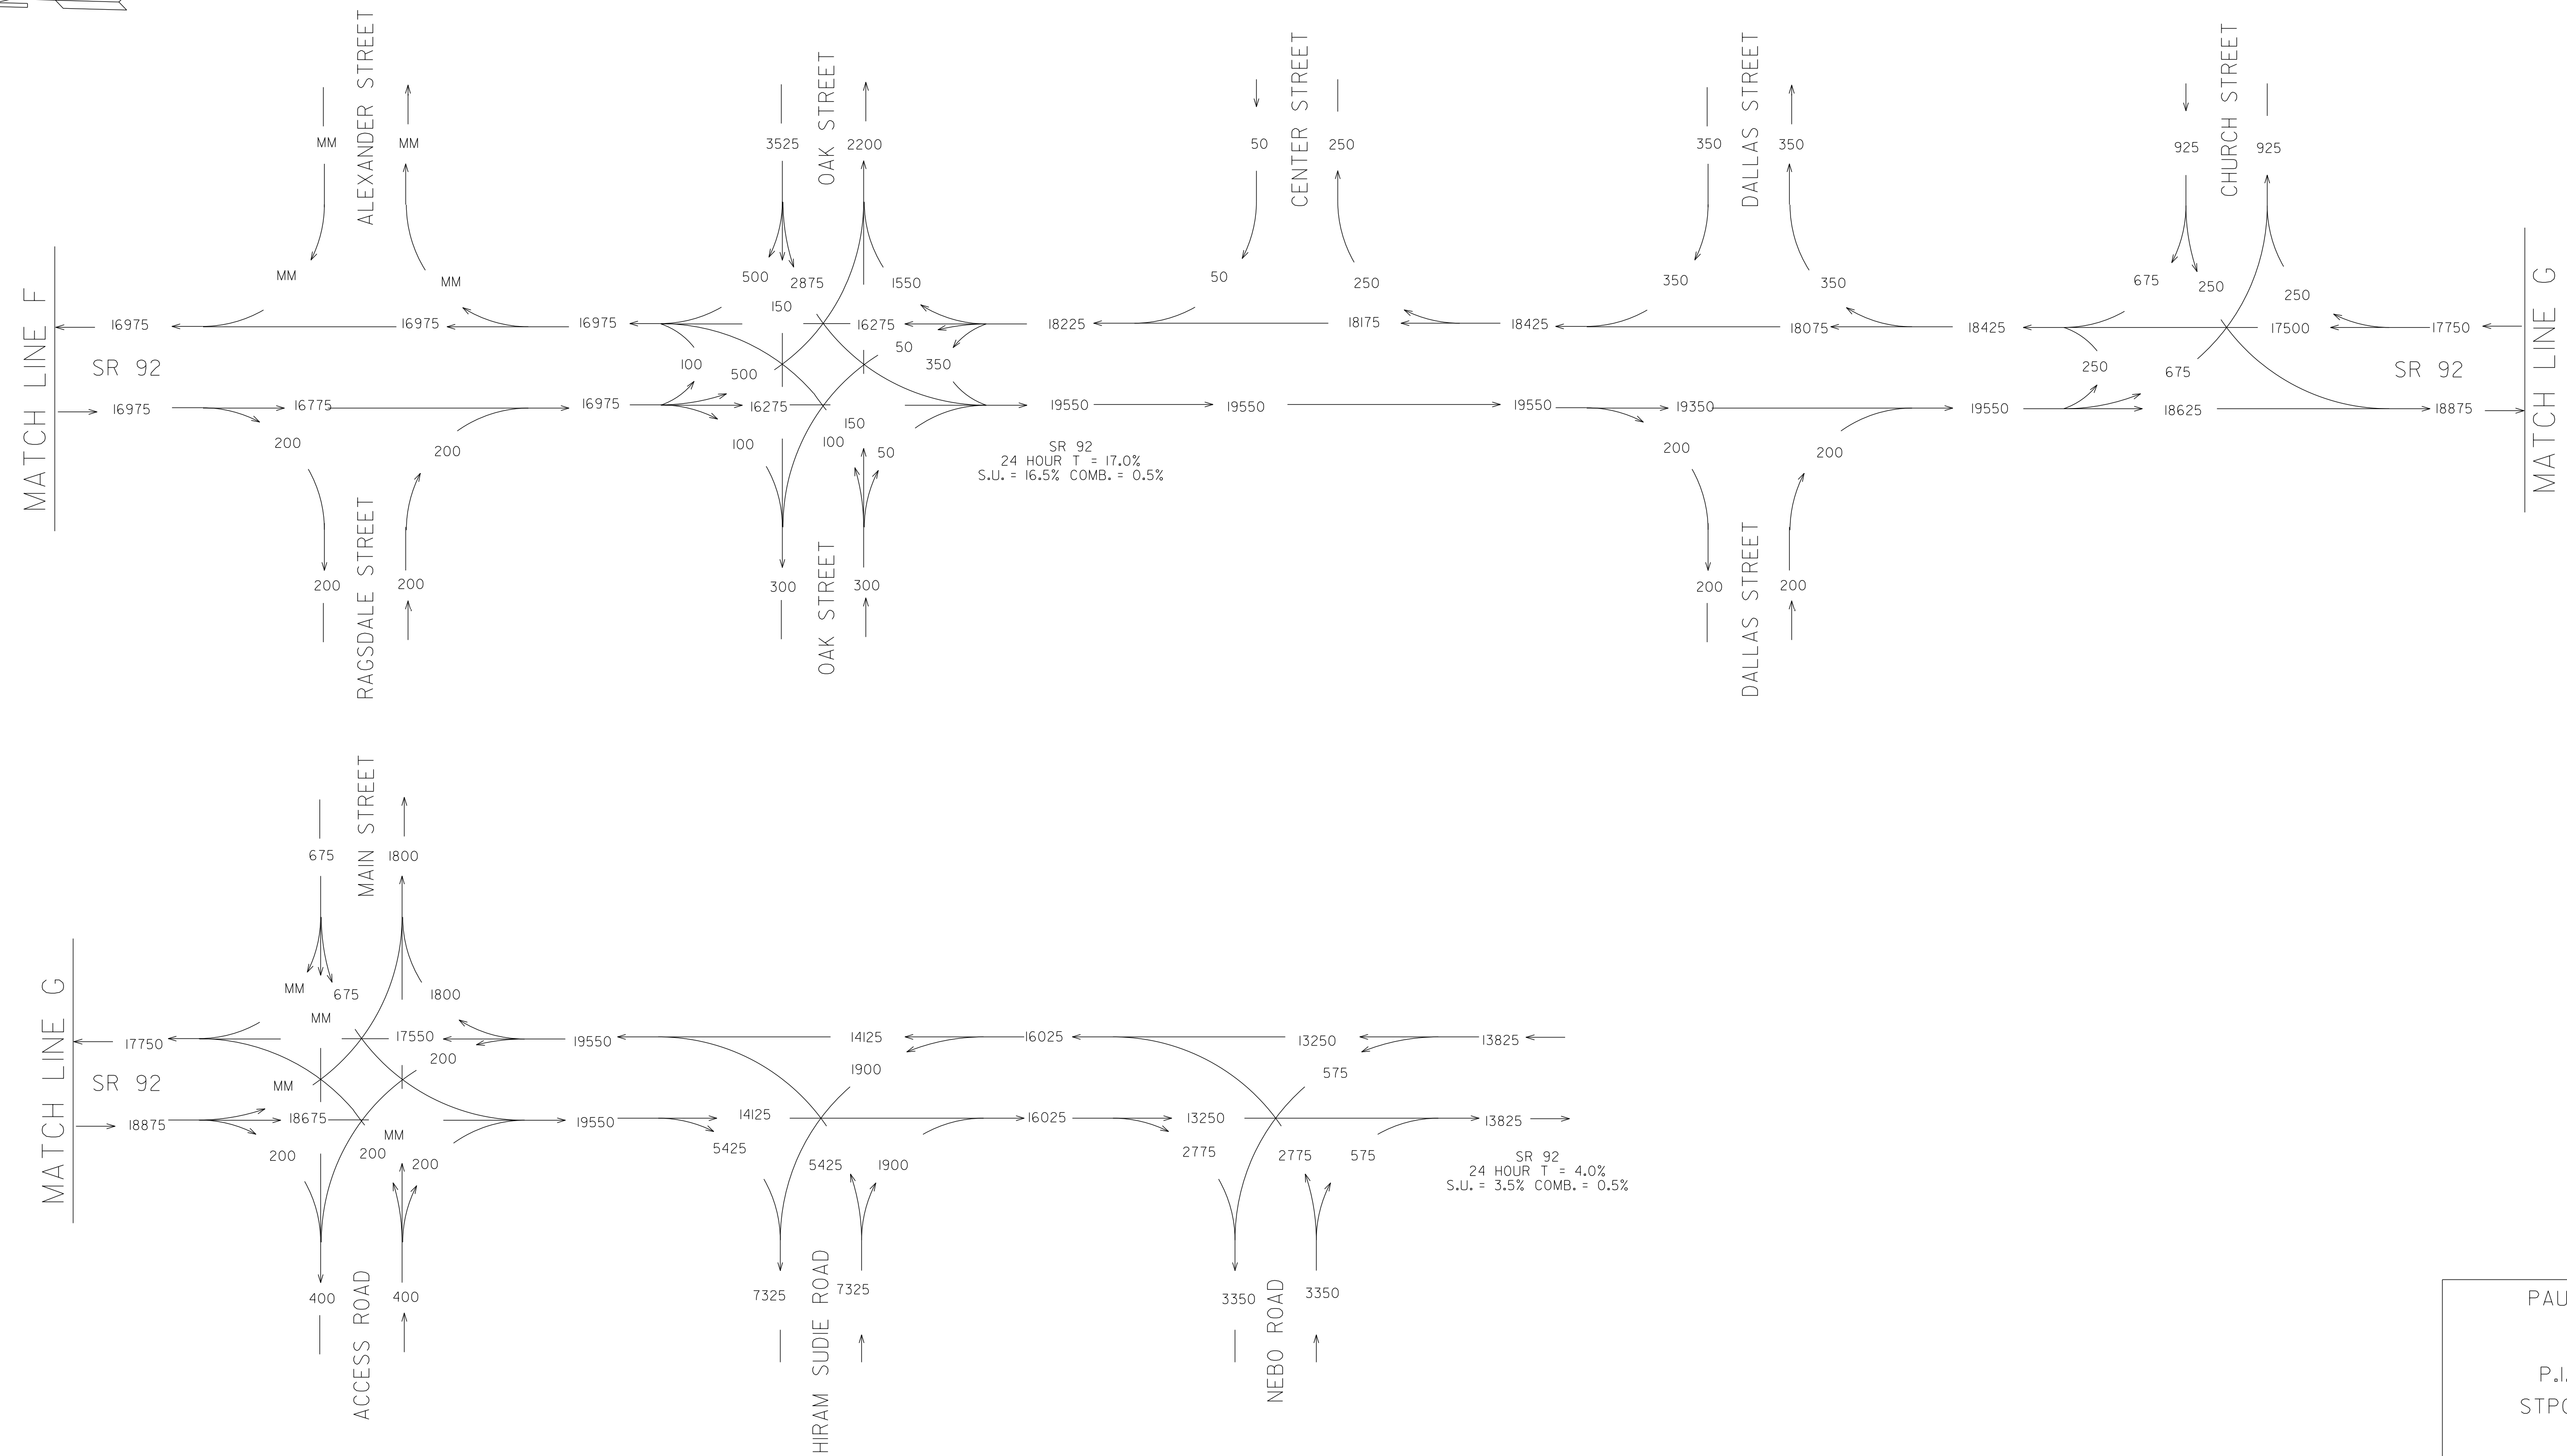 ALEXANDER STREET
OAK STREET
CENTER STREET
DALLAS STREET
CHURCH STREET
MM MM
3525 2200
50 250
350 350
925 925
MATCH LINE F
MM MM
500 2875 150 1550
50 250
350 350
675 250 250
MATCH LINE G
16975 16975 16975 16275 18225 18175 18425 18075 18425 17500 17750
SR 92
100 500 50 350
250 675
SR 92
16975 16775 16975 16275 19550 19550 19550 19350 19550 18625 18875
200 200
100 100 150 50
200 200
SR 92
24 HOUR T = 17.0%
S.U. = 16.5% COMB. = 0.5%
200 200
300 300
200 200
RAGSDALE STREET
OAK STREET
DALLAS STREET
MAIN STREET
675 1800
MATCH LINE G
MM 675 1800
MM
17750 17550 19550 14125 16025 13250 13825
200
1900
575
SR 92
MM
18875 18675 19550 14125 16025 13250 13825
200 200 MM 200
5425 5425 1900
2775 2775 575
SR 92
24 HOUR T = 4.0%
S.U. = 3.5% COMB. = 0.5%
400 400
7325 7325
3350 3350
ACCESS ROAD
HIRAM SUDIE ROAD
NEBO ROAD
PAU
P.I.
STP